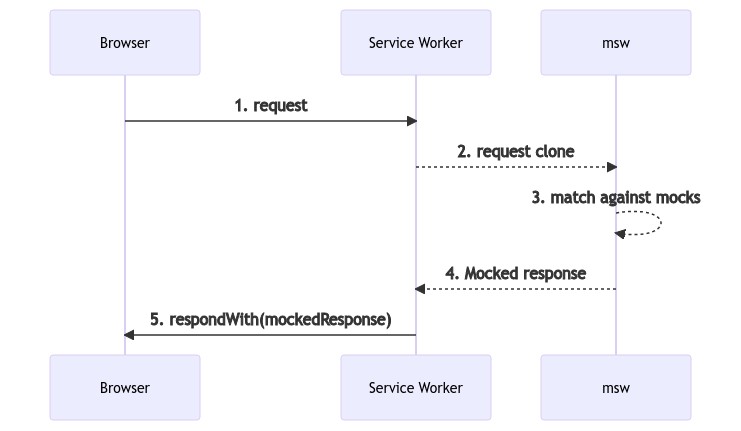 Browser
Service Worker
msw
1. request
2. request clone
3. match against mocks
4. Mocked response
5. respondWith(mockedResponse)
Browser
Service Worker
msw